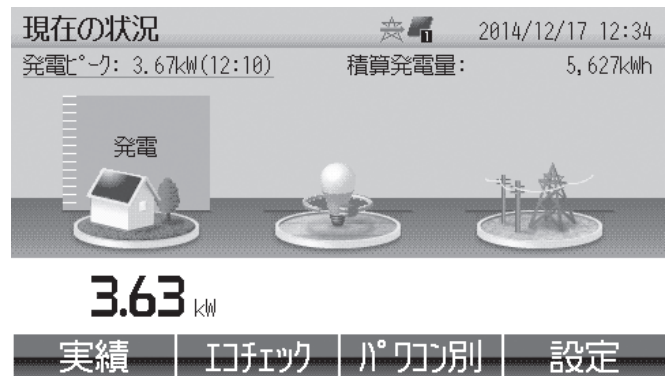 現在の状況 1 2014/12/17 12:34
発電ﾋﾟｰｸ: 3.67kW(12:10) 積算発電量: 5,627kWh
発電
3.63 kW
実績 ｴｺﾁｪｯｸ ﾊﾟﾜｺﾝ別 設定